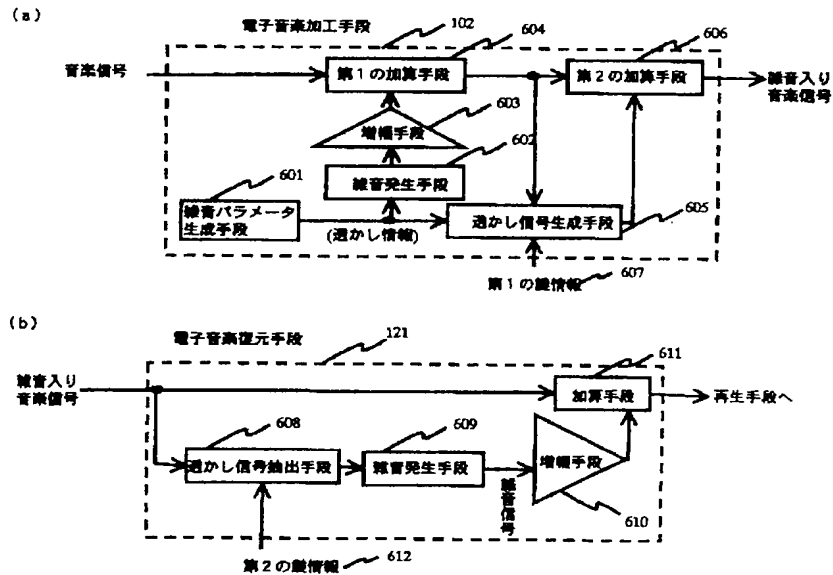 (a)
電子音楽加工手段
102
604
606
音楽信号
第1の加算手段
第2の加算手段
雑音入り
音楽信号
603
増幅手段
602
601
雑音発生手段
雑音パラメータ
生成手段
(透かし情報)
透かし信号生成手段
605
第1の鍵情報
607
(b)
電子音楽復元手段
121
611
雑音入り
音楽信号
加算手段
再生手段へ
608
609
透かし信号抽出手段
雑音発生手段
増幅手段
雑音信号
610
第2の鍵情報
612